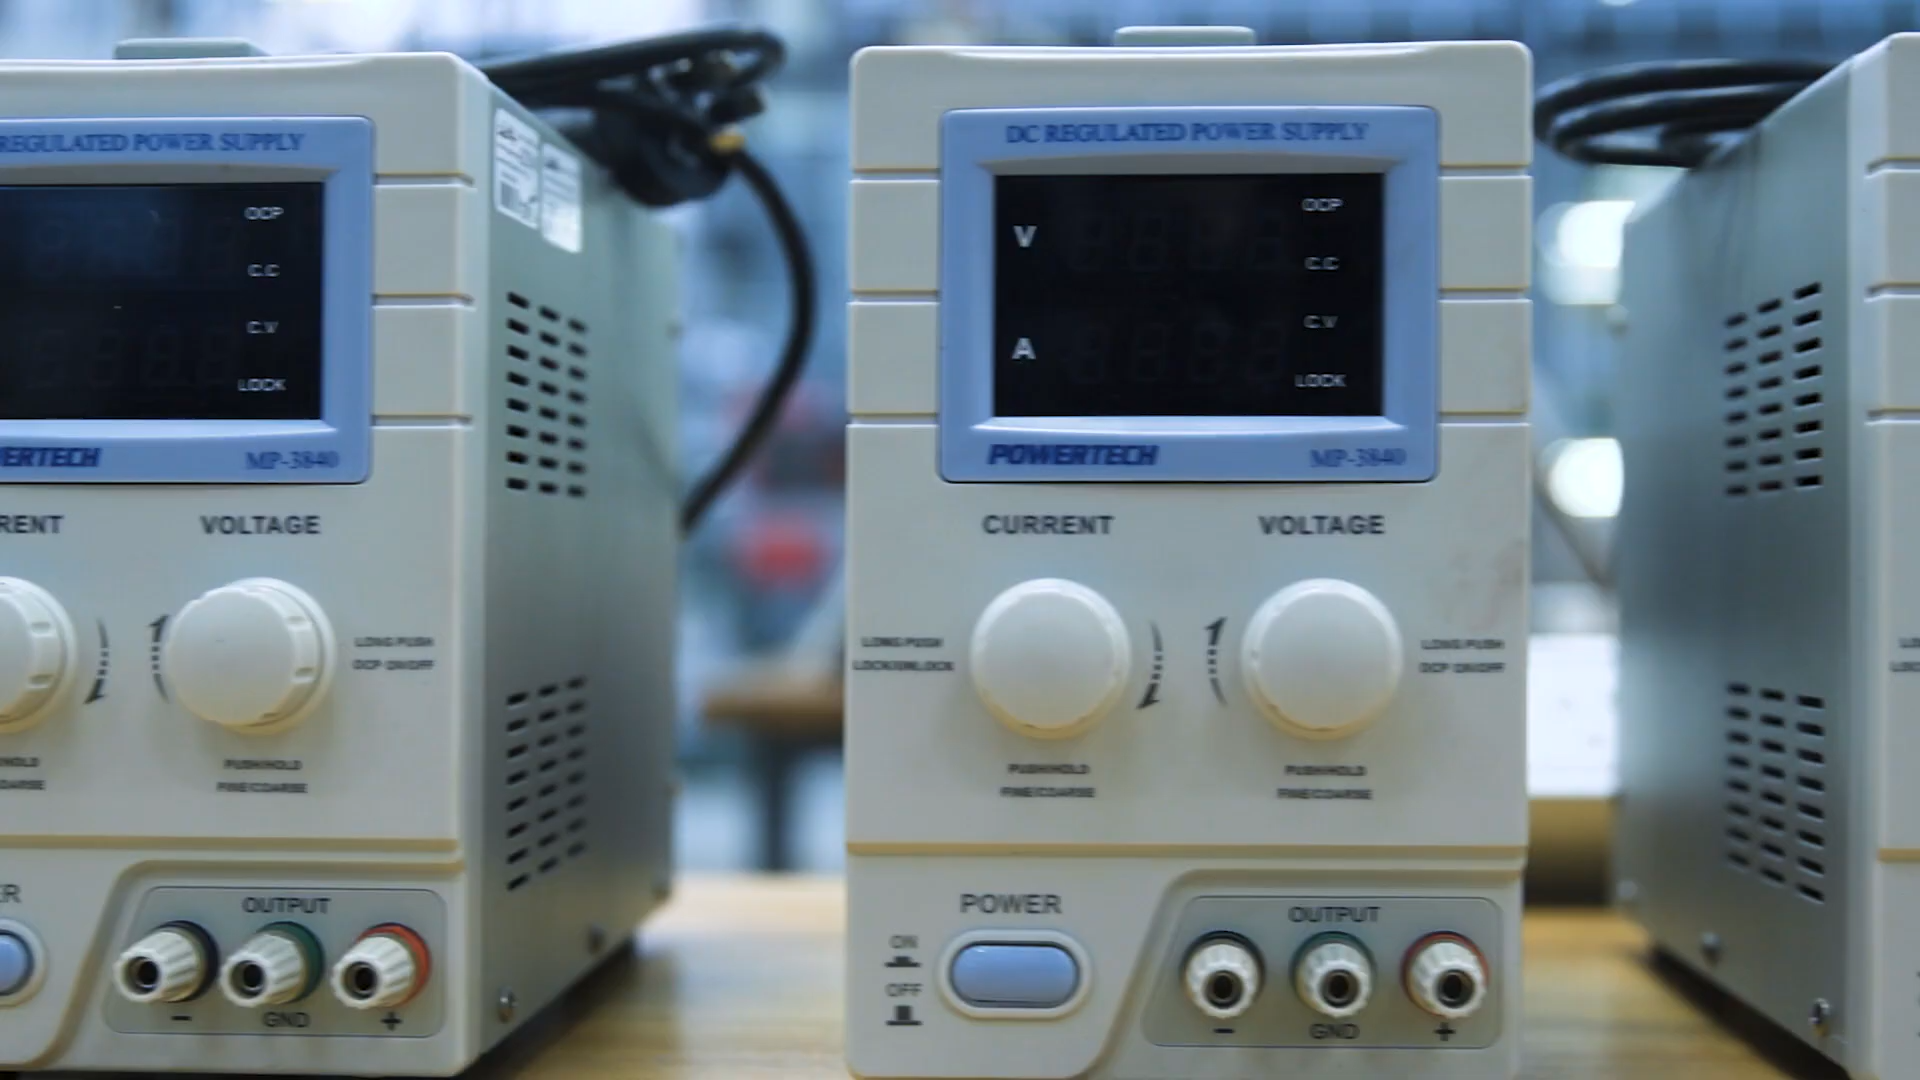 REGULATED POWER SUPPLY
OCP
C.C
C.V
LOCK
ERTECH MP-3840
RENT VOLTAGE
LONG PUSH
OCP ON/OFF
HOLD
PUSH/HOLD
FINE/COARSE
ER
OUTPUT
- GND +
DC REGULATED POWER SUPPLY
V
A
OCP
C.C
C.V
LOCK
POWERTECH MP-3840
CURRENT VOLTAGE
LONG PUSH
LOCK/UNLOCK
LONG PUSH
OCP ON/OFF
PUSH/HOLD
FINE/COARSE
PUSH/HOLD
FINE/COARSE
POWER
ON
OFF
OUTPUT
- GND +